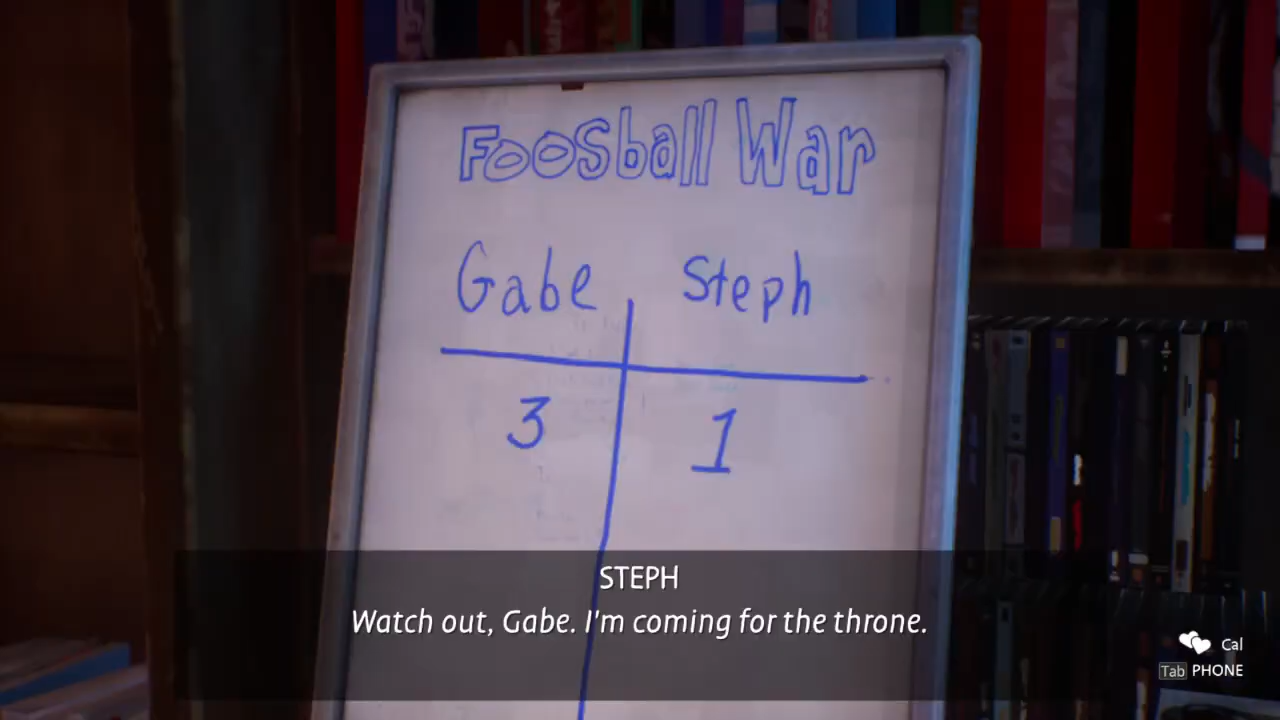 Foosball War
Gabe Steph
3 1
STEPH
Watch out, Gabe. I'm coming for the throne.
Cal
Tab PHONE